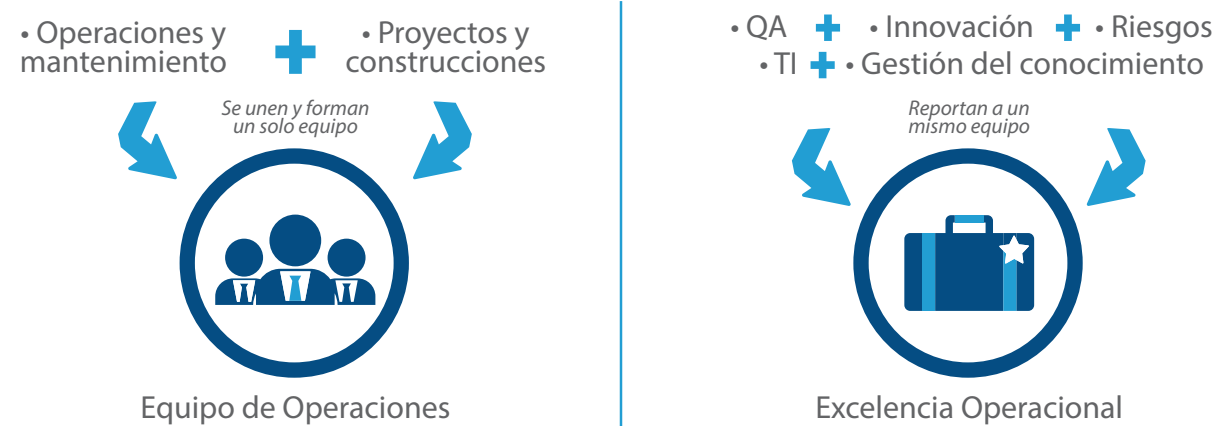 • Operaciones y
mantenimiento
• Proyectos y
construcciones
Se unen y forman
un solo equipo
Equipo de Operaciones
• QA + • Innovación + • Riesgos
• TI + • Gestión del conocimiento
Reportan a un
mismo equipo
Excelencia Operacional